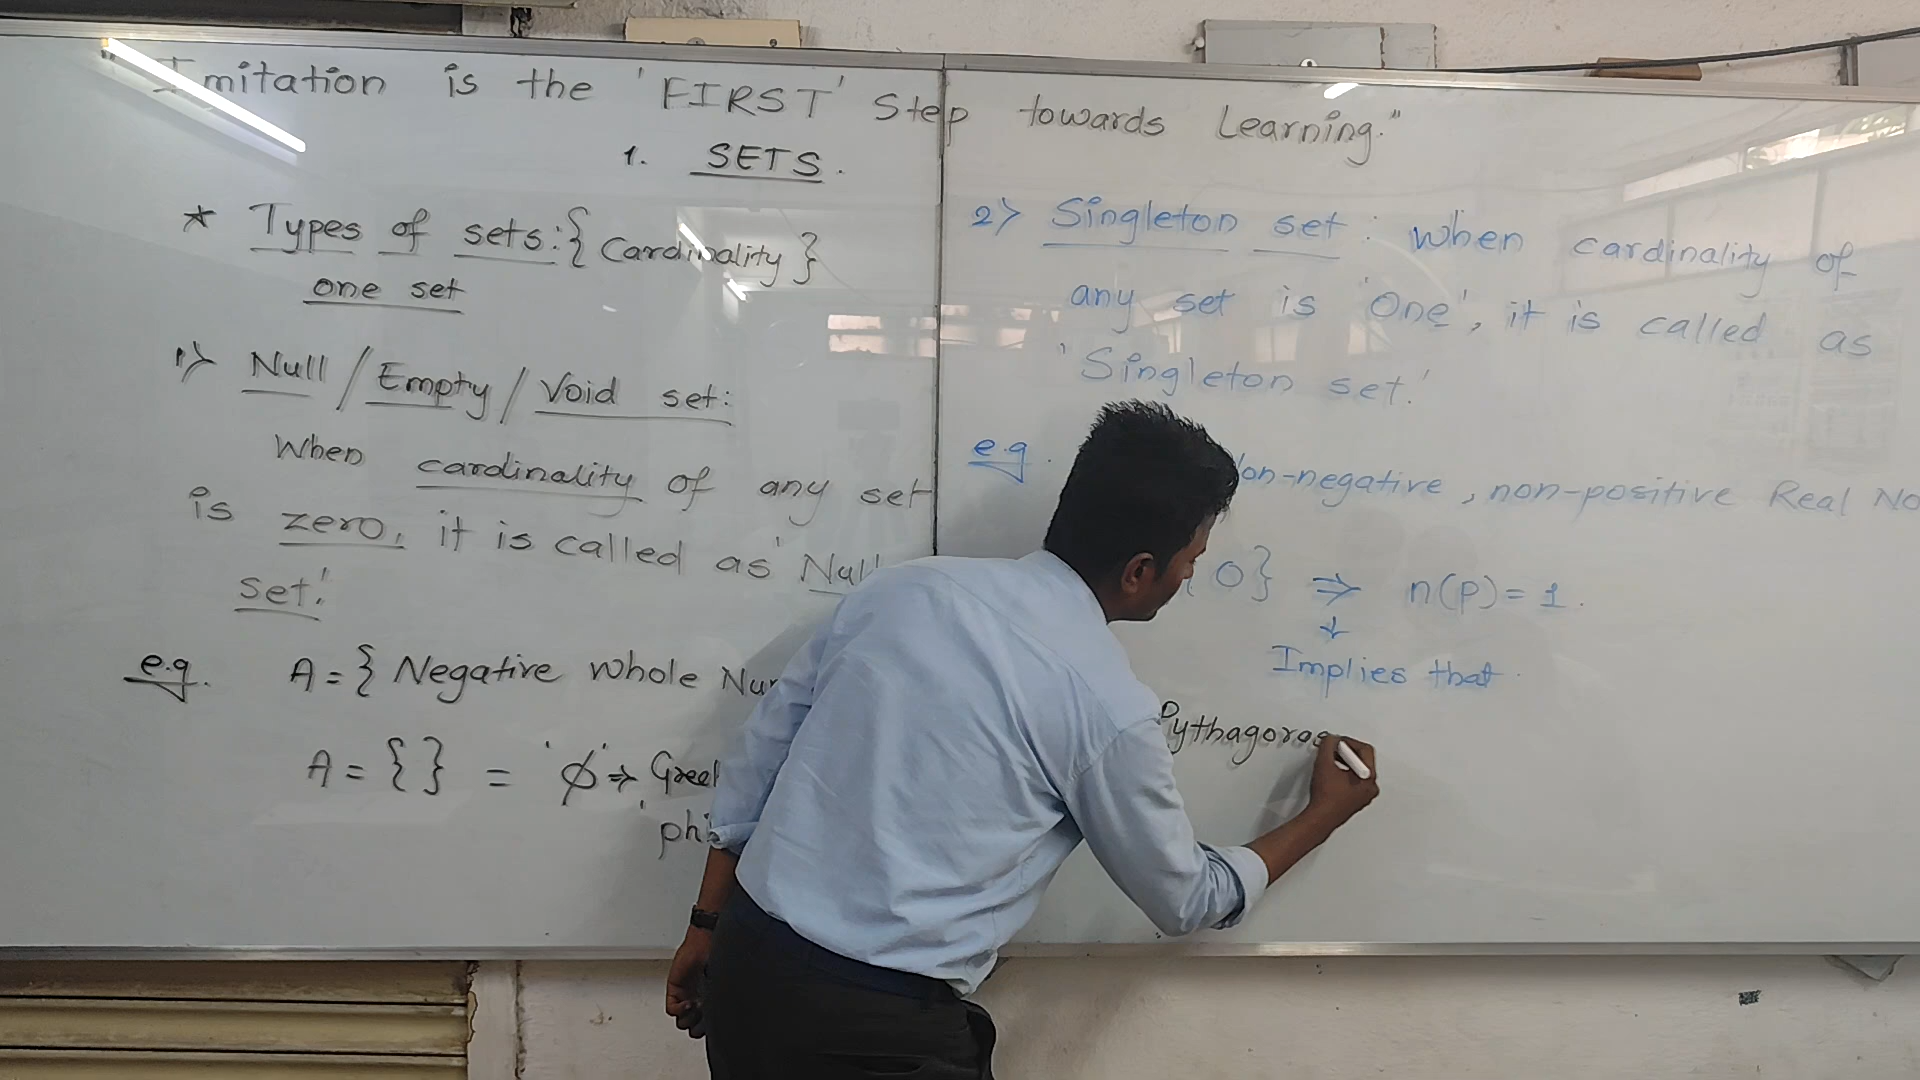 "Imitation is the 'FIRST' Step towards Learning."
1. SETS.
* Types of sets: { Cardinality }
one set
1> Null / Empty / Void set:
When cardinality of any set
is zero, it is called as 'Null
set'.
e.g. A = { Negative Whole
A = { } = 'ϕ' ⇒ Greek
'phi
2> Singleton set: When cardinality of
any set is 'One', it is called as
'Singleton set.'
e.g. Non-negative, non-positive Real No
{ 0 } ⇒ n(P) = 1.
↓
Implies that
Pythagoras